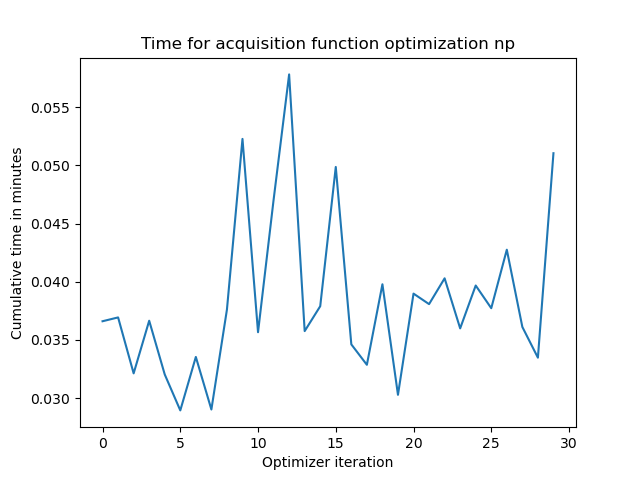 Time for acquisition function optimization np
Cumulative time in minutes
0.055
0.050
0.045
0.040
0.035
0.030
0 5 10 15 20 25 30
Optimizer iteration